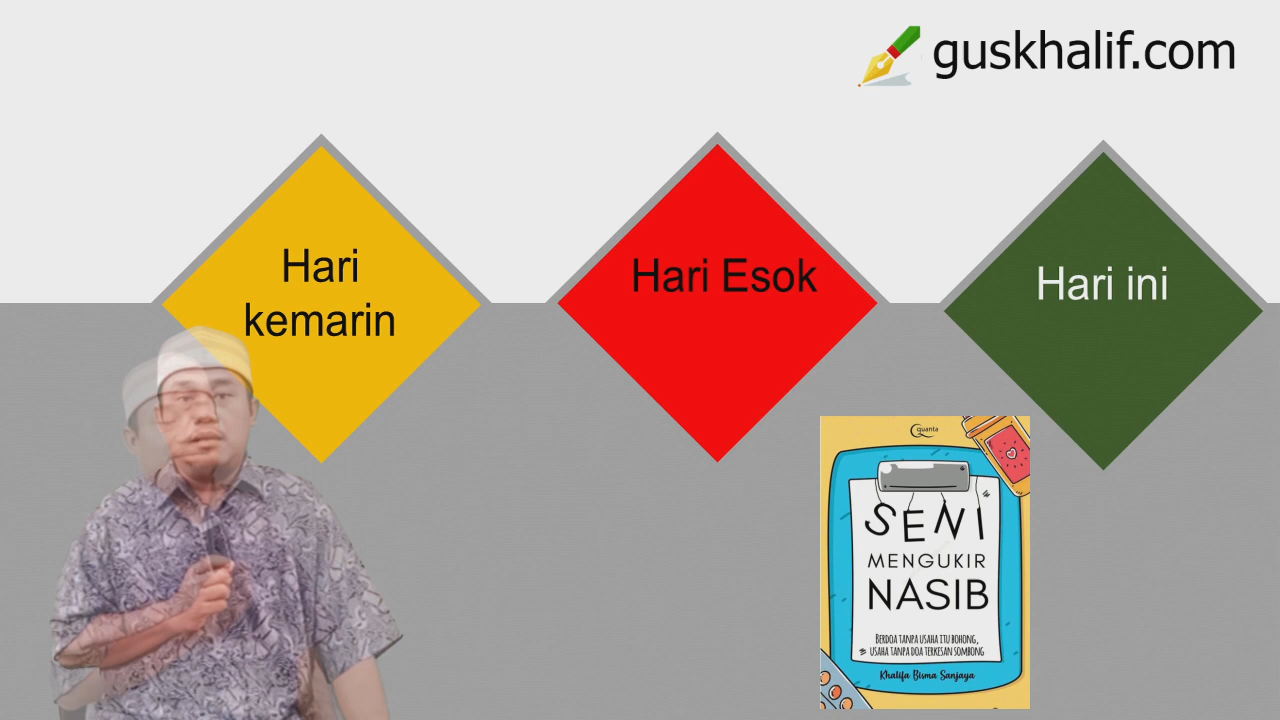 guskhalif.com
Hari
kemarin
Hari Esok
Hari ini
quanta
SENI
MENGUKIR
NASIB
BERDOA TANPA USAHA ITU BOHONG,
USAHA TANPA DOA TERKESAN SOMBONG
Khalifa Bisma Sanjaya